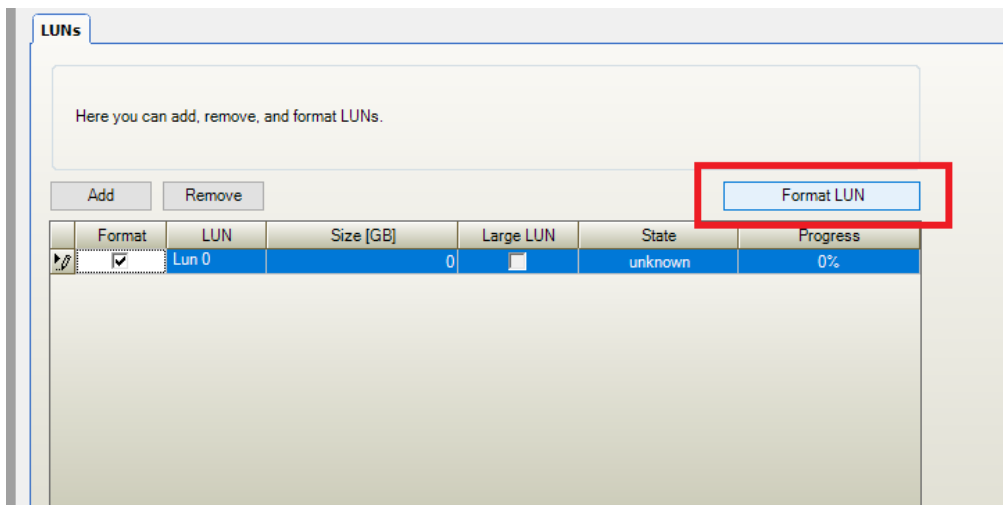 LUNs
Here you can add, remove, and format LUNs.
Add Remove Format LUN
Format LUN Size [GB] Large LUN State Progress
Lun 0 0 unknown 0%